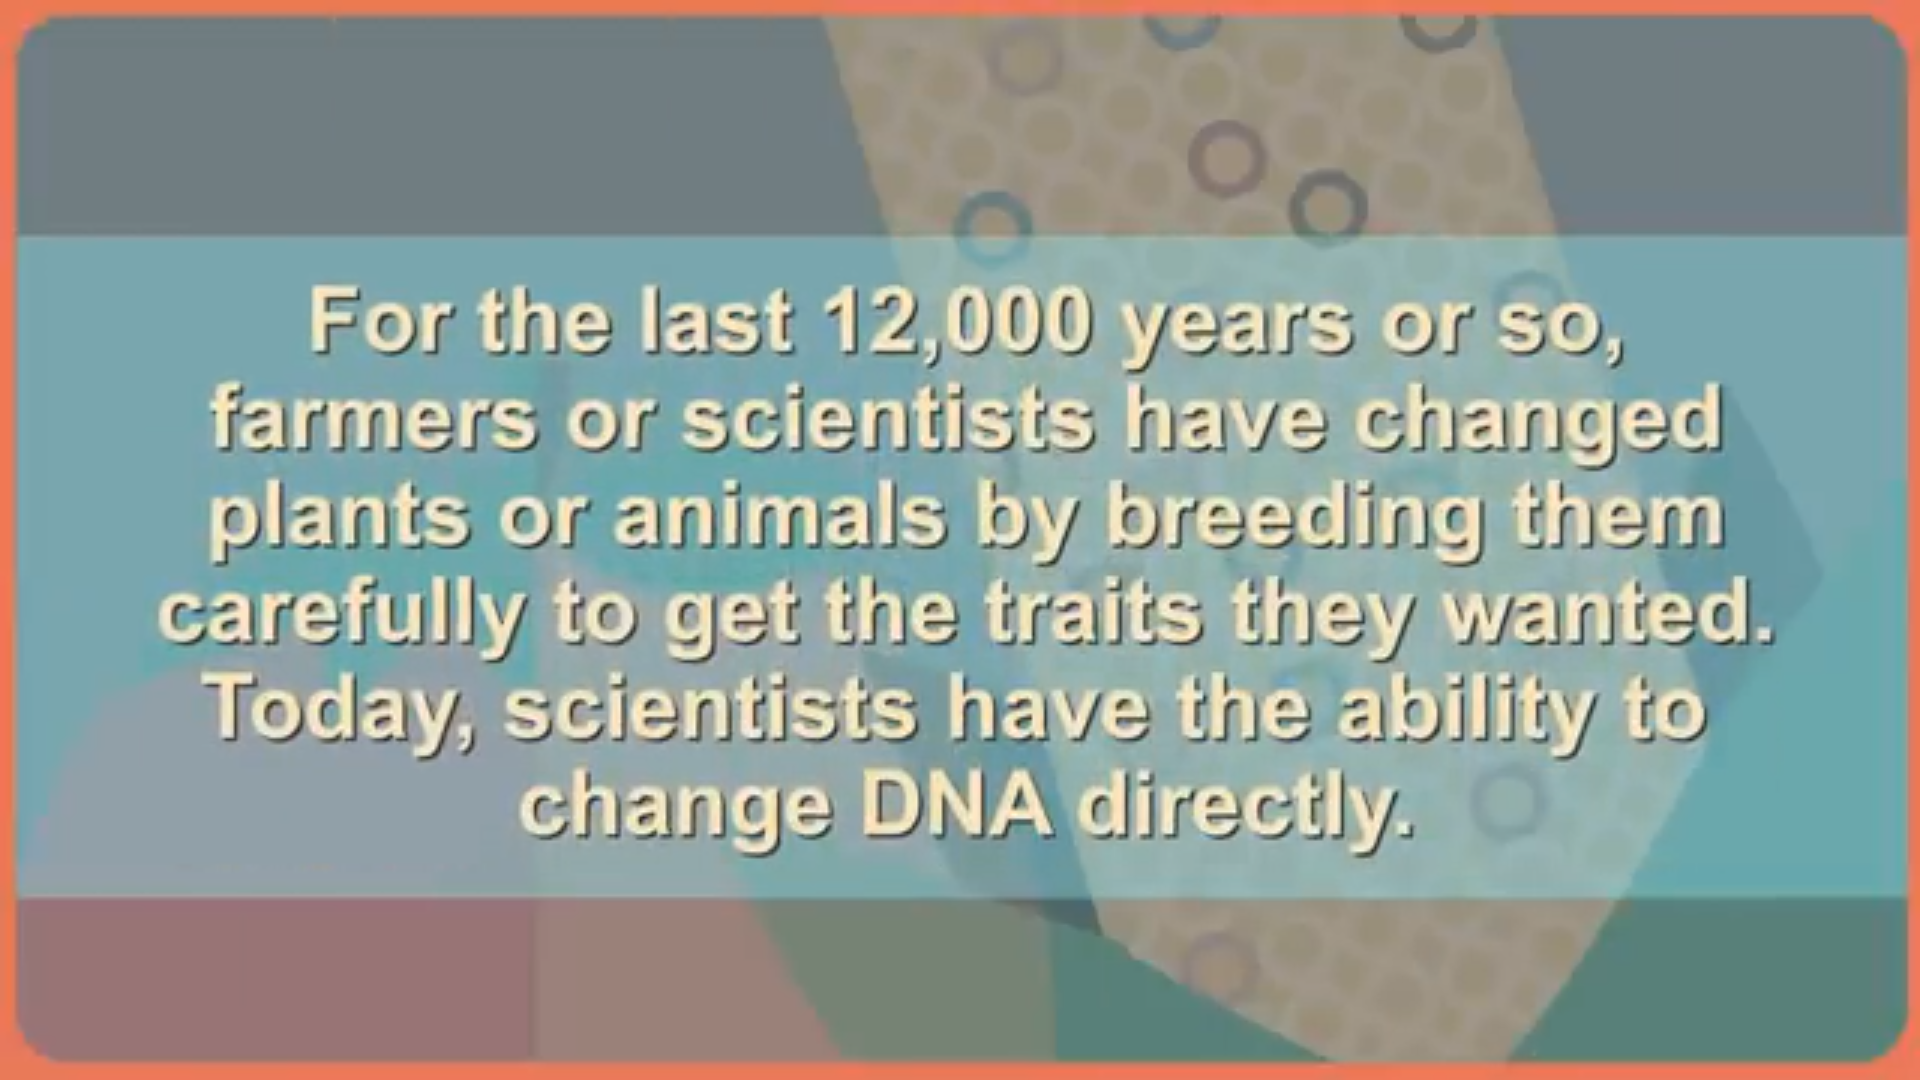 For the last 12,000 years or so,
farmers or scientists have changed
plants or animals by breeding them
carefully to get the traits they wanted.
Today, scientists have the ability to
change DNA directly.